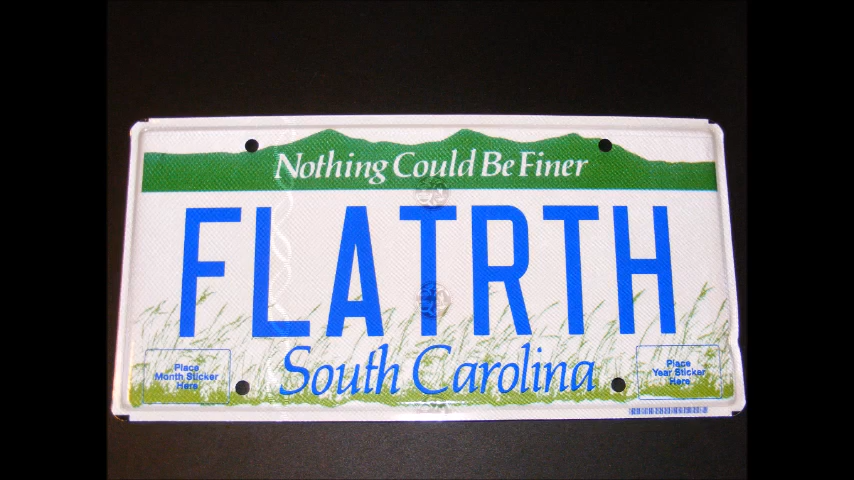 Nothing Could Be Finer
FLATRTH
South Carolina
Place
Month Sticker
Here
Place
Year Sticker
Here